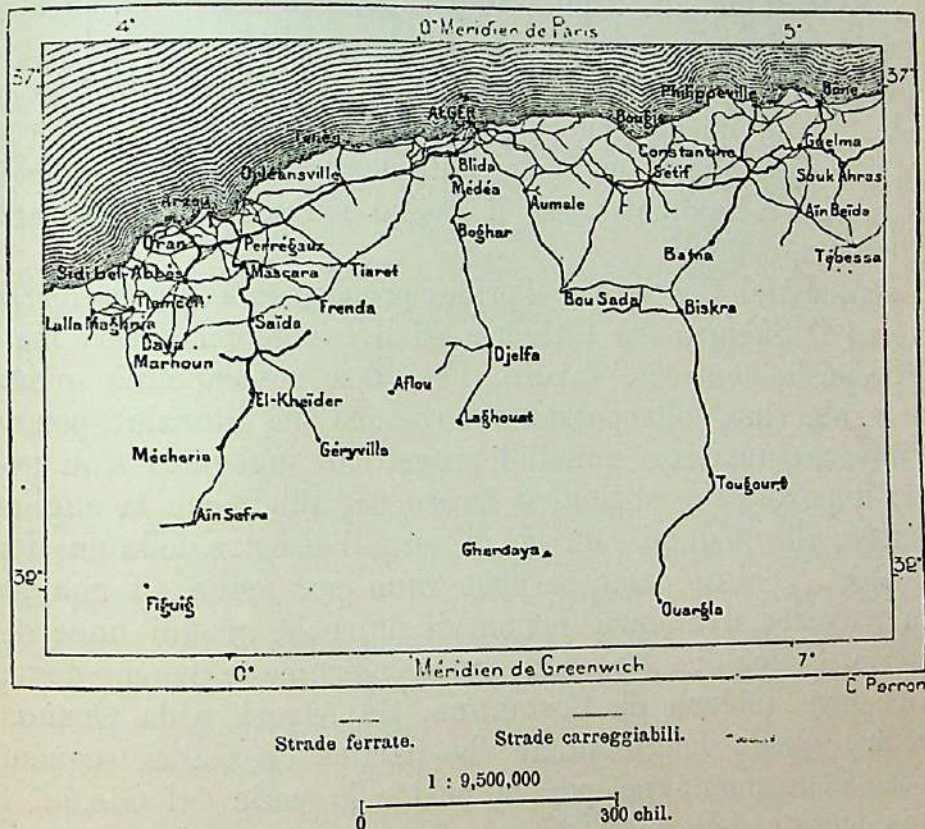 4° 0° Méridien de Paris 5°
37° 37°
Philippeville Bône
ALGER Bougie
Ténès Constantine Guelma
Orléansville Blida Sétif Souk Ahras
Médéa Aumale Aïn Beïda
Arzeu
Oran Perrégaux Boghar Batna Tébessa
Sidi bel-Abbès Mascara Tiaret
Tlemcen Frenda Bou Sada Biskra
Lalla Maghnia Saïda
Daya
Marhoun Djelfa
Aflou
El-Kheïder Laghouat
Mécheria Géryville
Tougourt
Aïn Sefra
Ghardaya
32° 32°
Figuig Ouargla
0° Méridien de Greenwich 7°
C Perron
Strade ferrate. Strade carreggiabili.
1 : 9,500,000
0 300 chil.